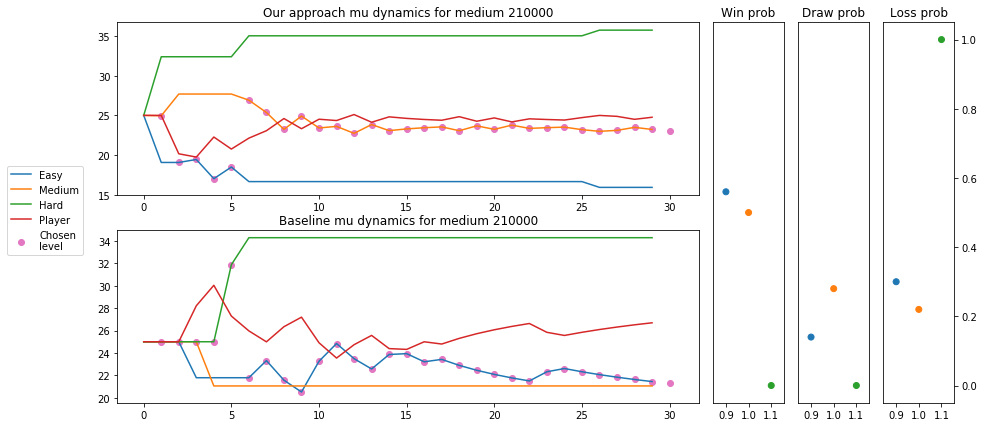 Our approach mu dynamics for medium 210000
Win prob
Draw prob
Loss prob
35
30
25
20
15
0
5
10
15
20
25
30
Easy
Medium
Hard
Player
Chosen
level
Baseline mu dynamics for medium 210000
34
32
30
28
26
24
22
20
0
5
10
15
20
25
30
0.9 1.0 1.1
0.9 1.0 1.1
0.9 1.0 1.1
1.0
0.8
0.6
0.4
0.2
0.0